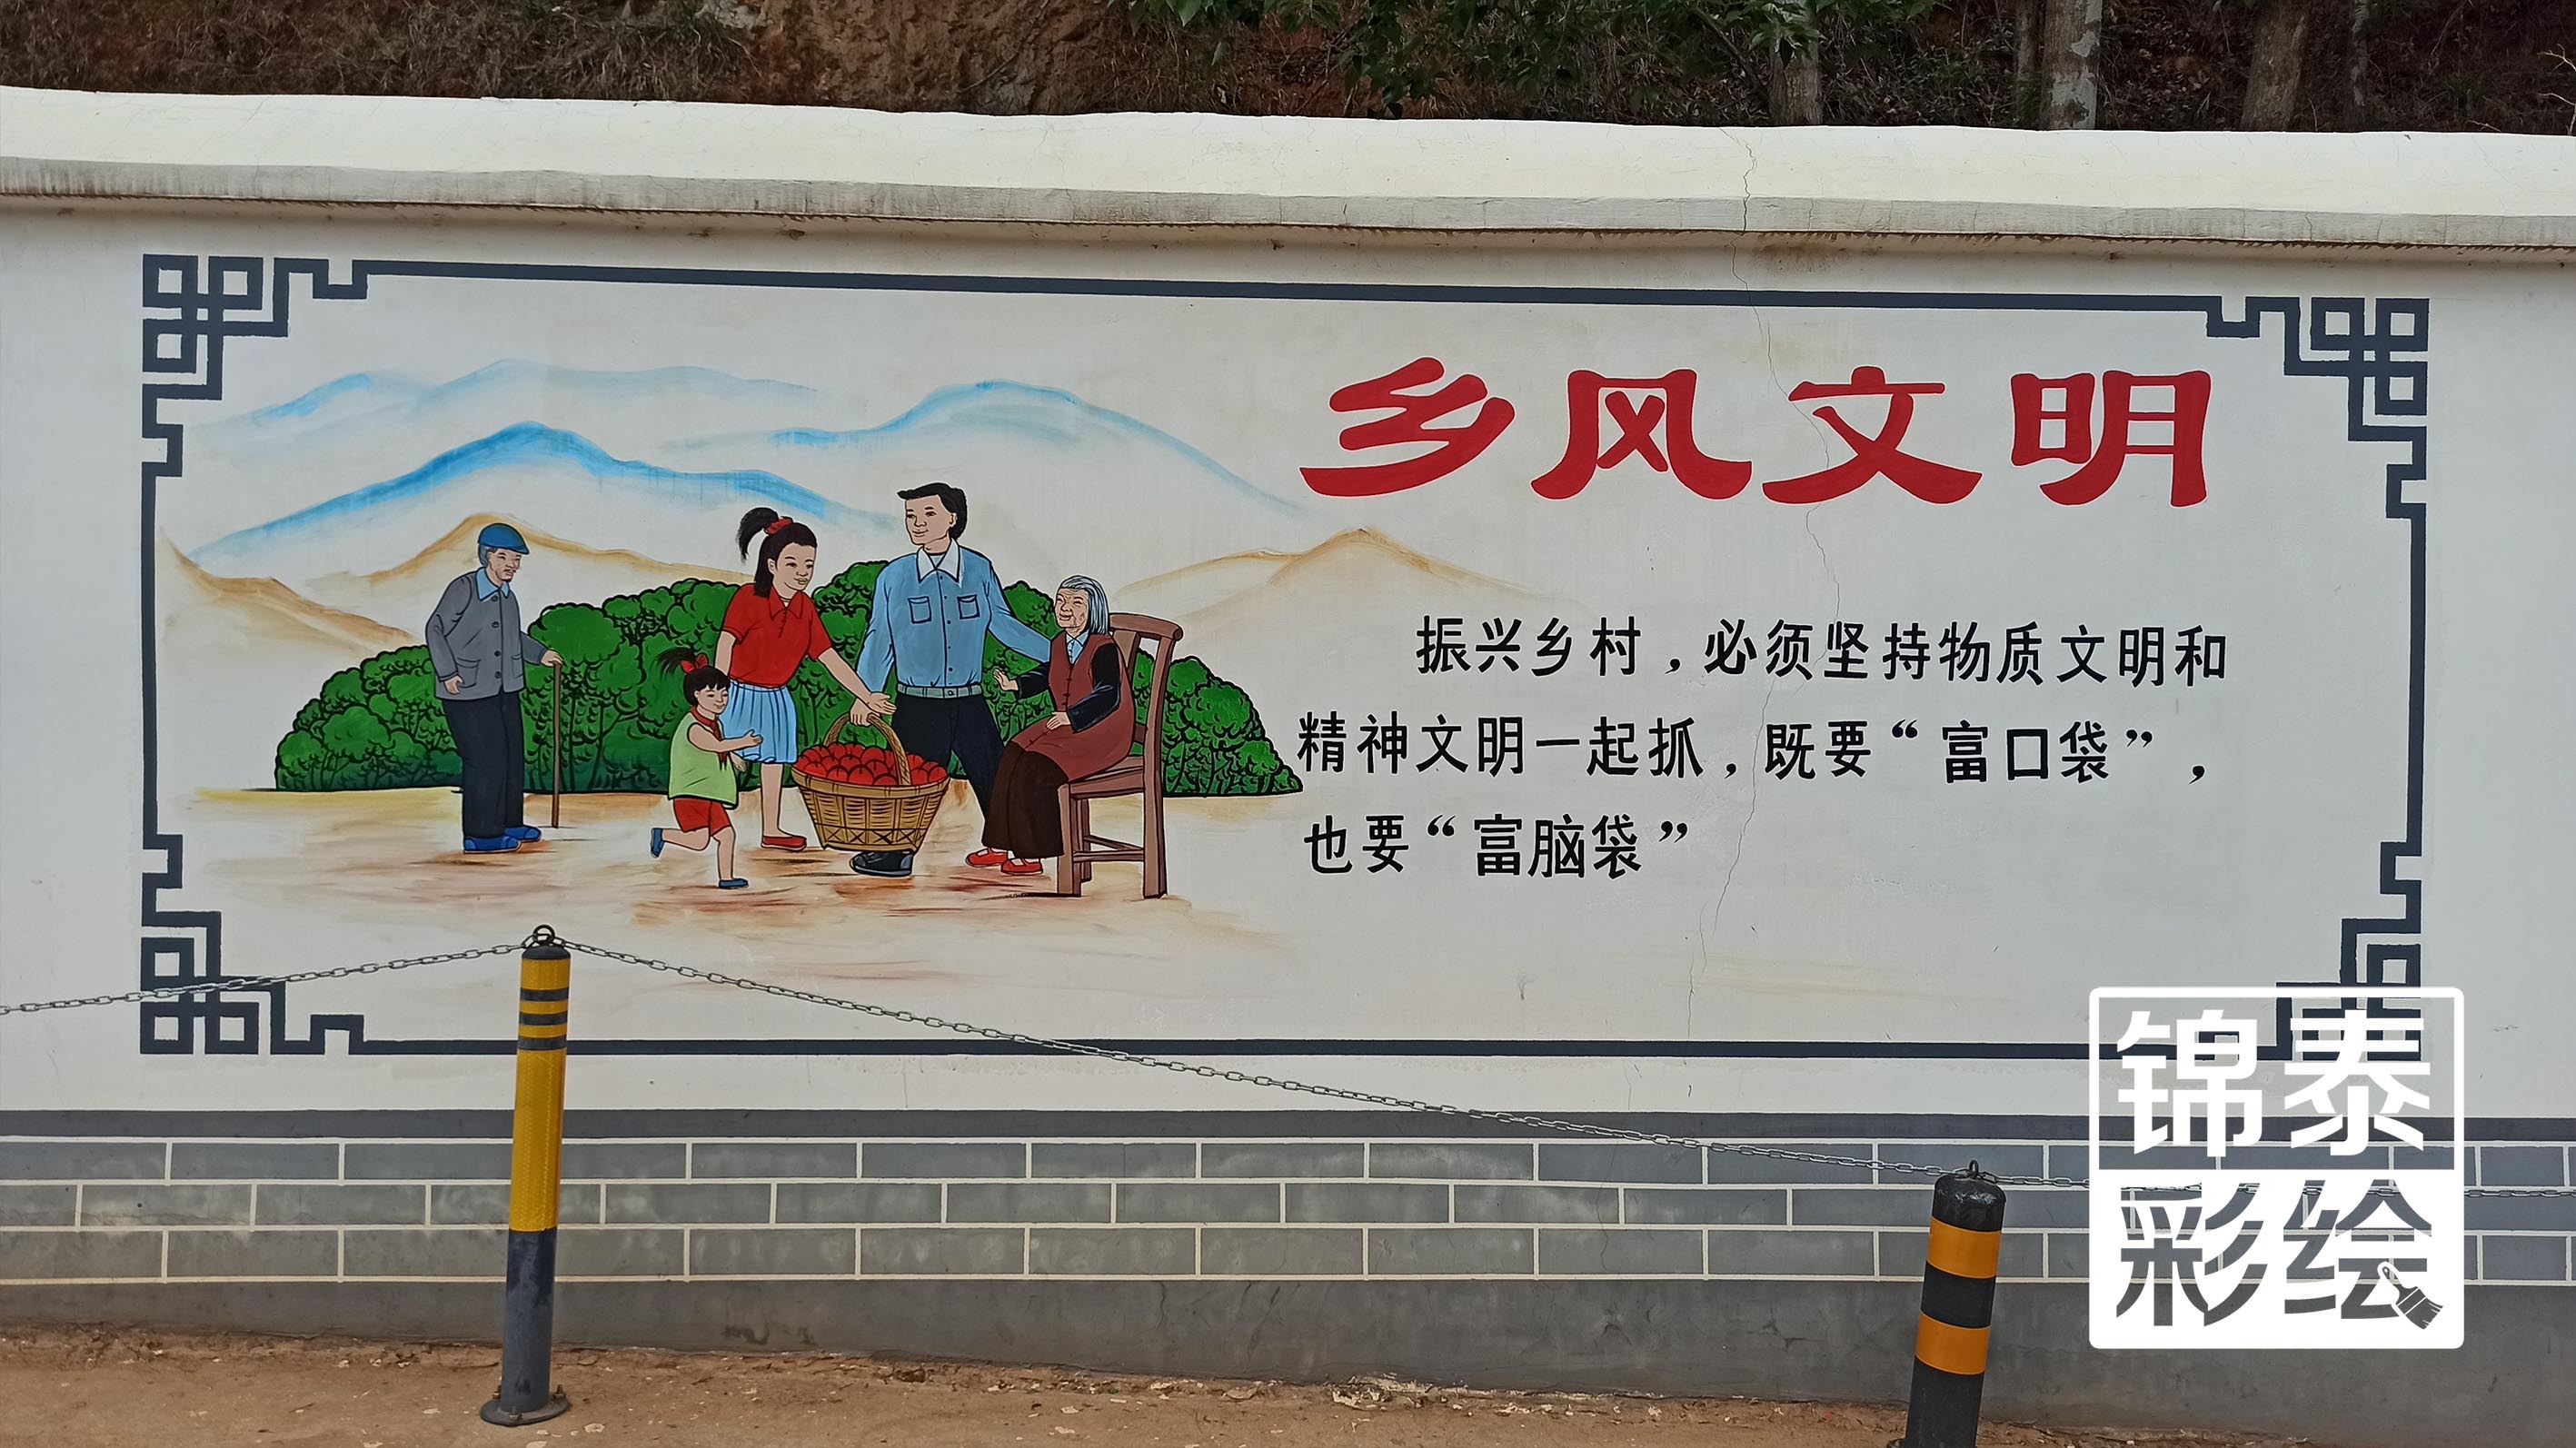 乡风文明
振兴乡村，必须坚持物质文明和
精神文明一起抓，既要“富口袋”，
也要“富脑袋”
锦泰
彩绘